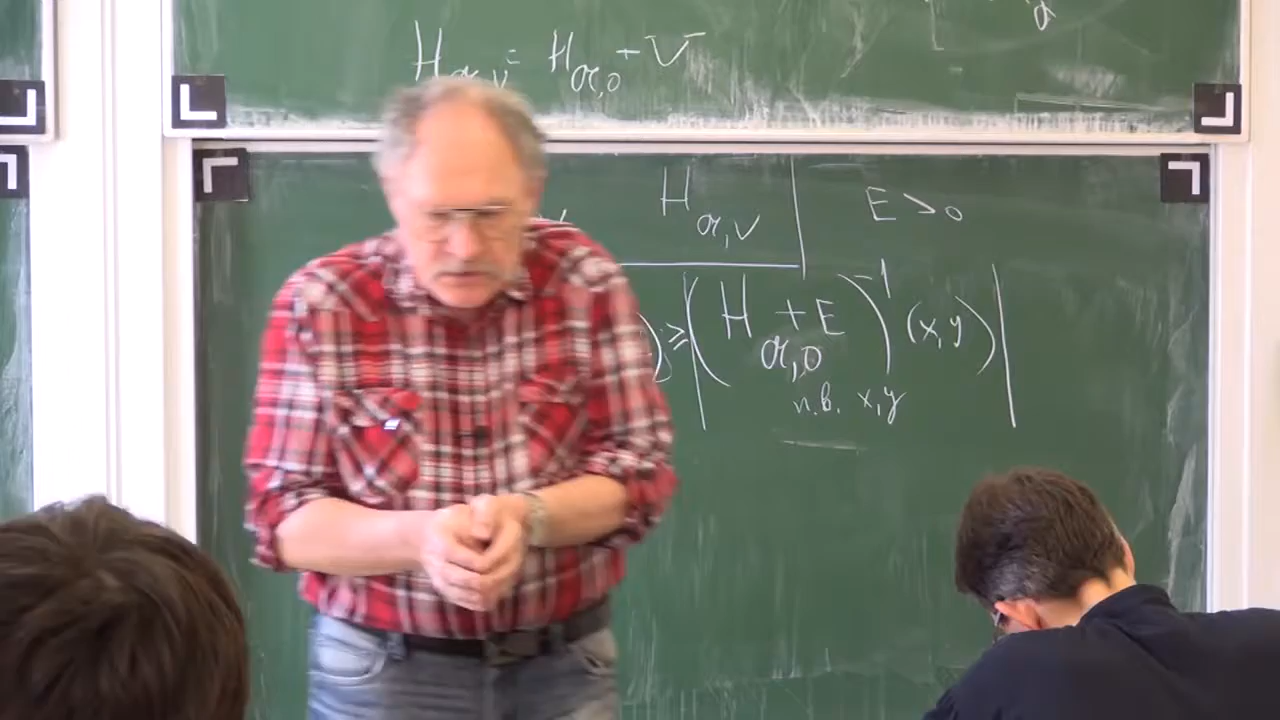 H_{α,V} = H_{α,0} + V
H_{α,V} E > 0
) ≥ |(H_{α,0} + E)^{-1} (x,y)|
п.в. x,y